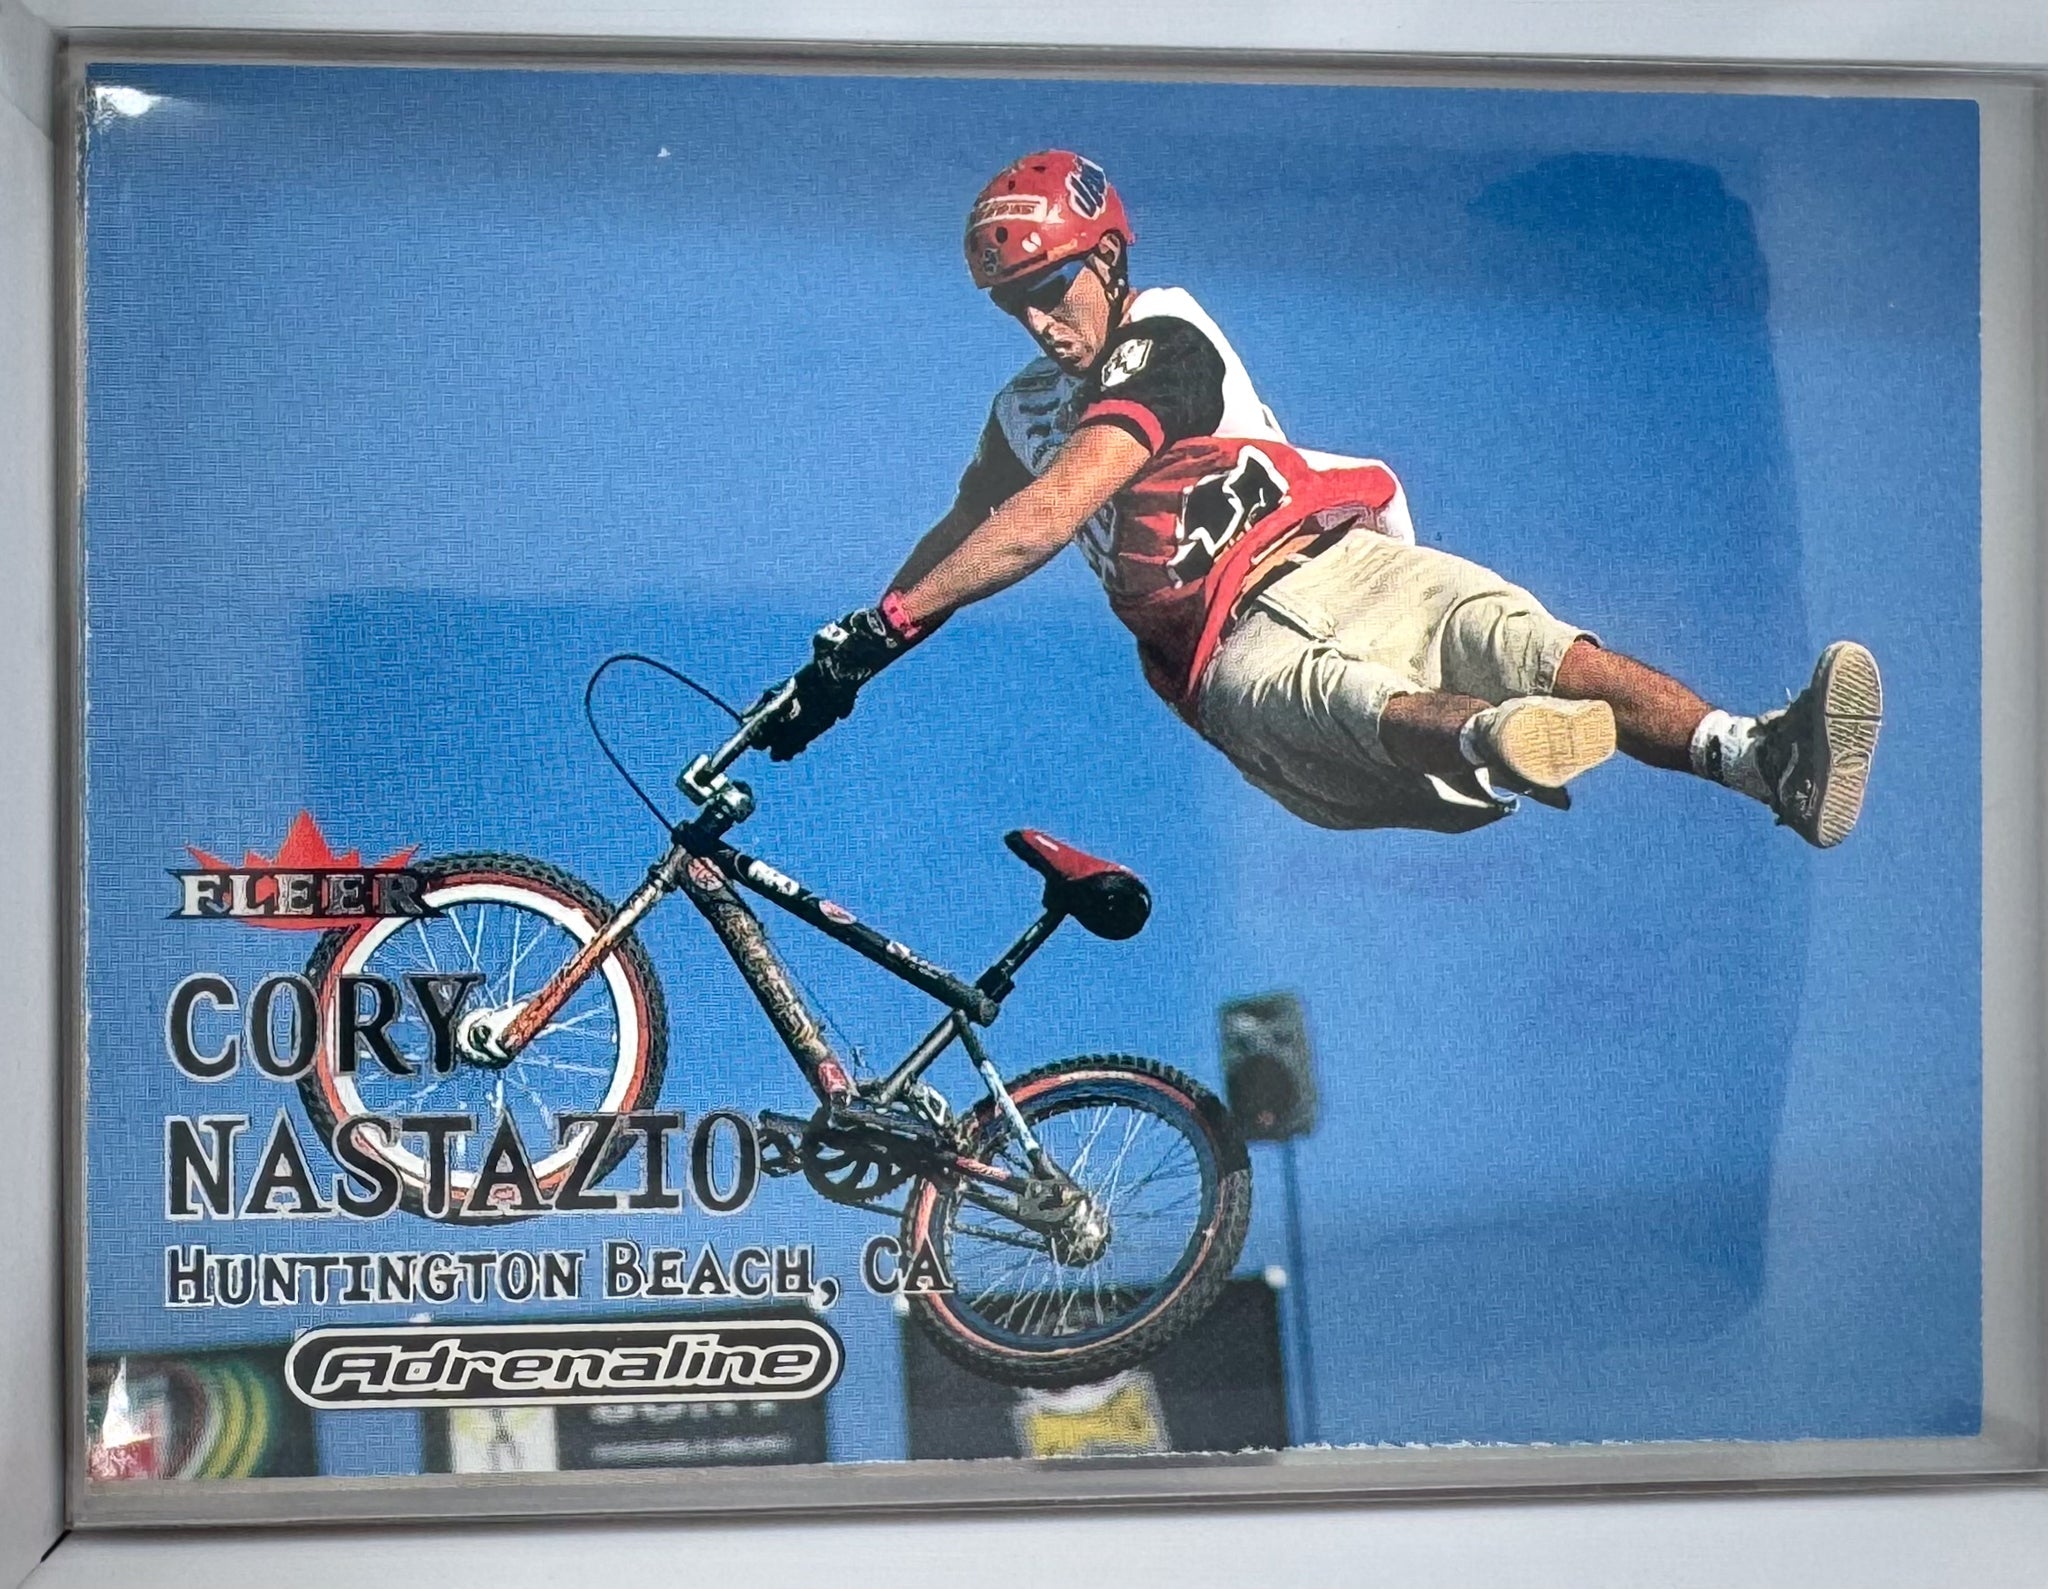 FLEER
CORY
NASTAZIO
HUNTINGTON BEACH, CA
Adrenaline